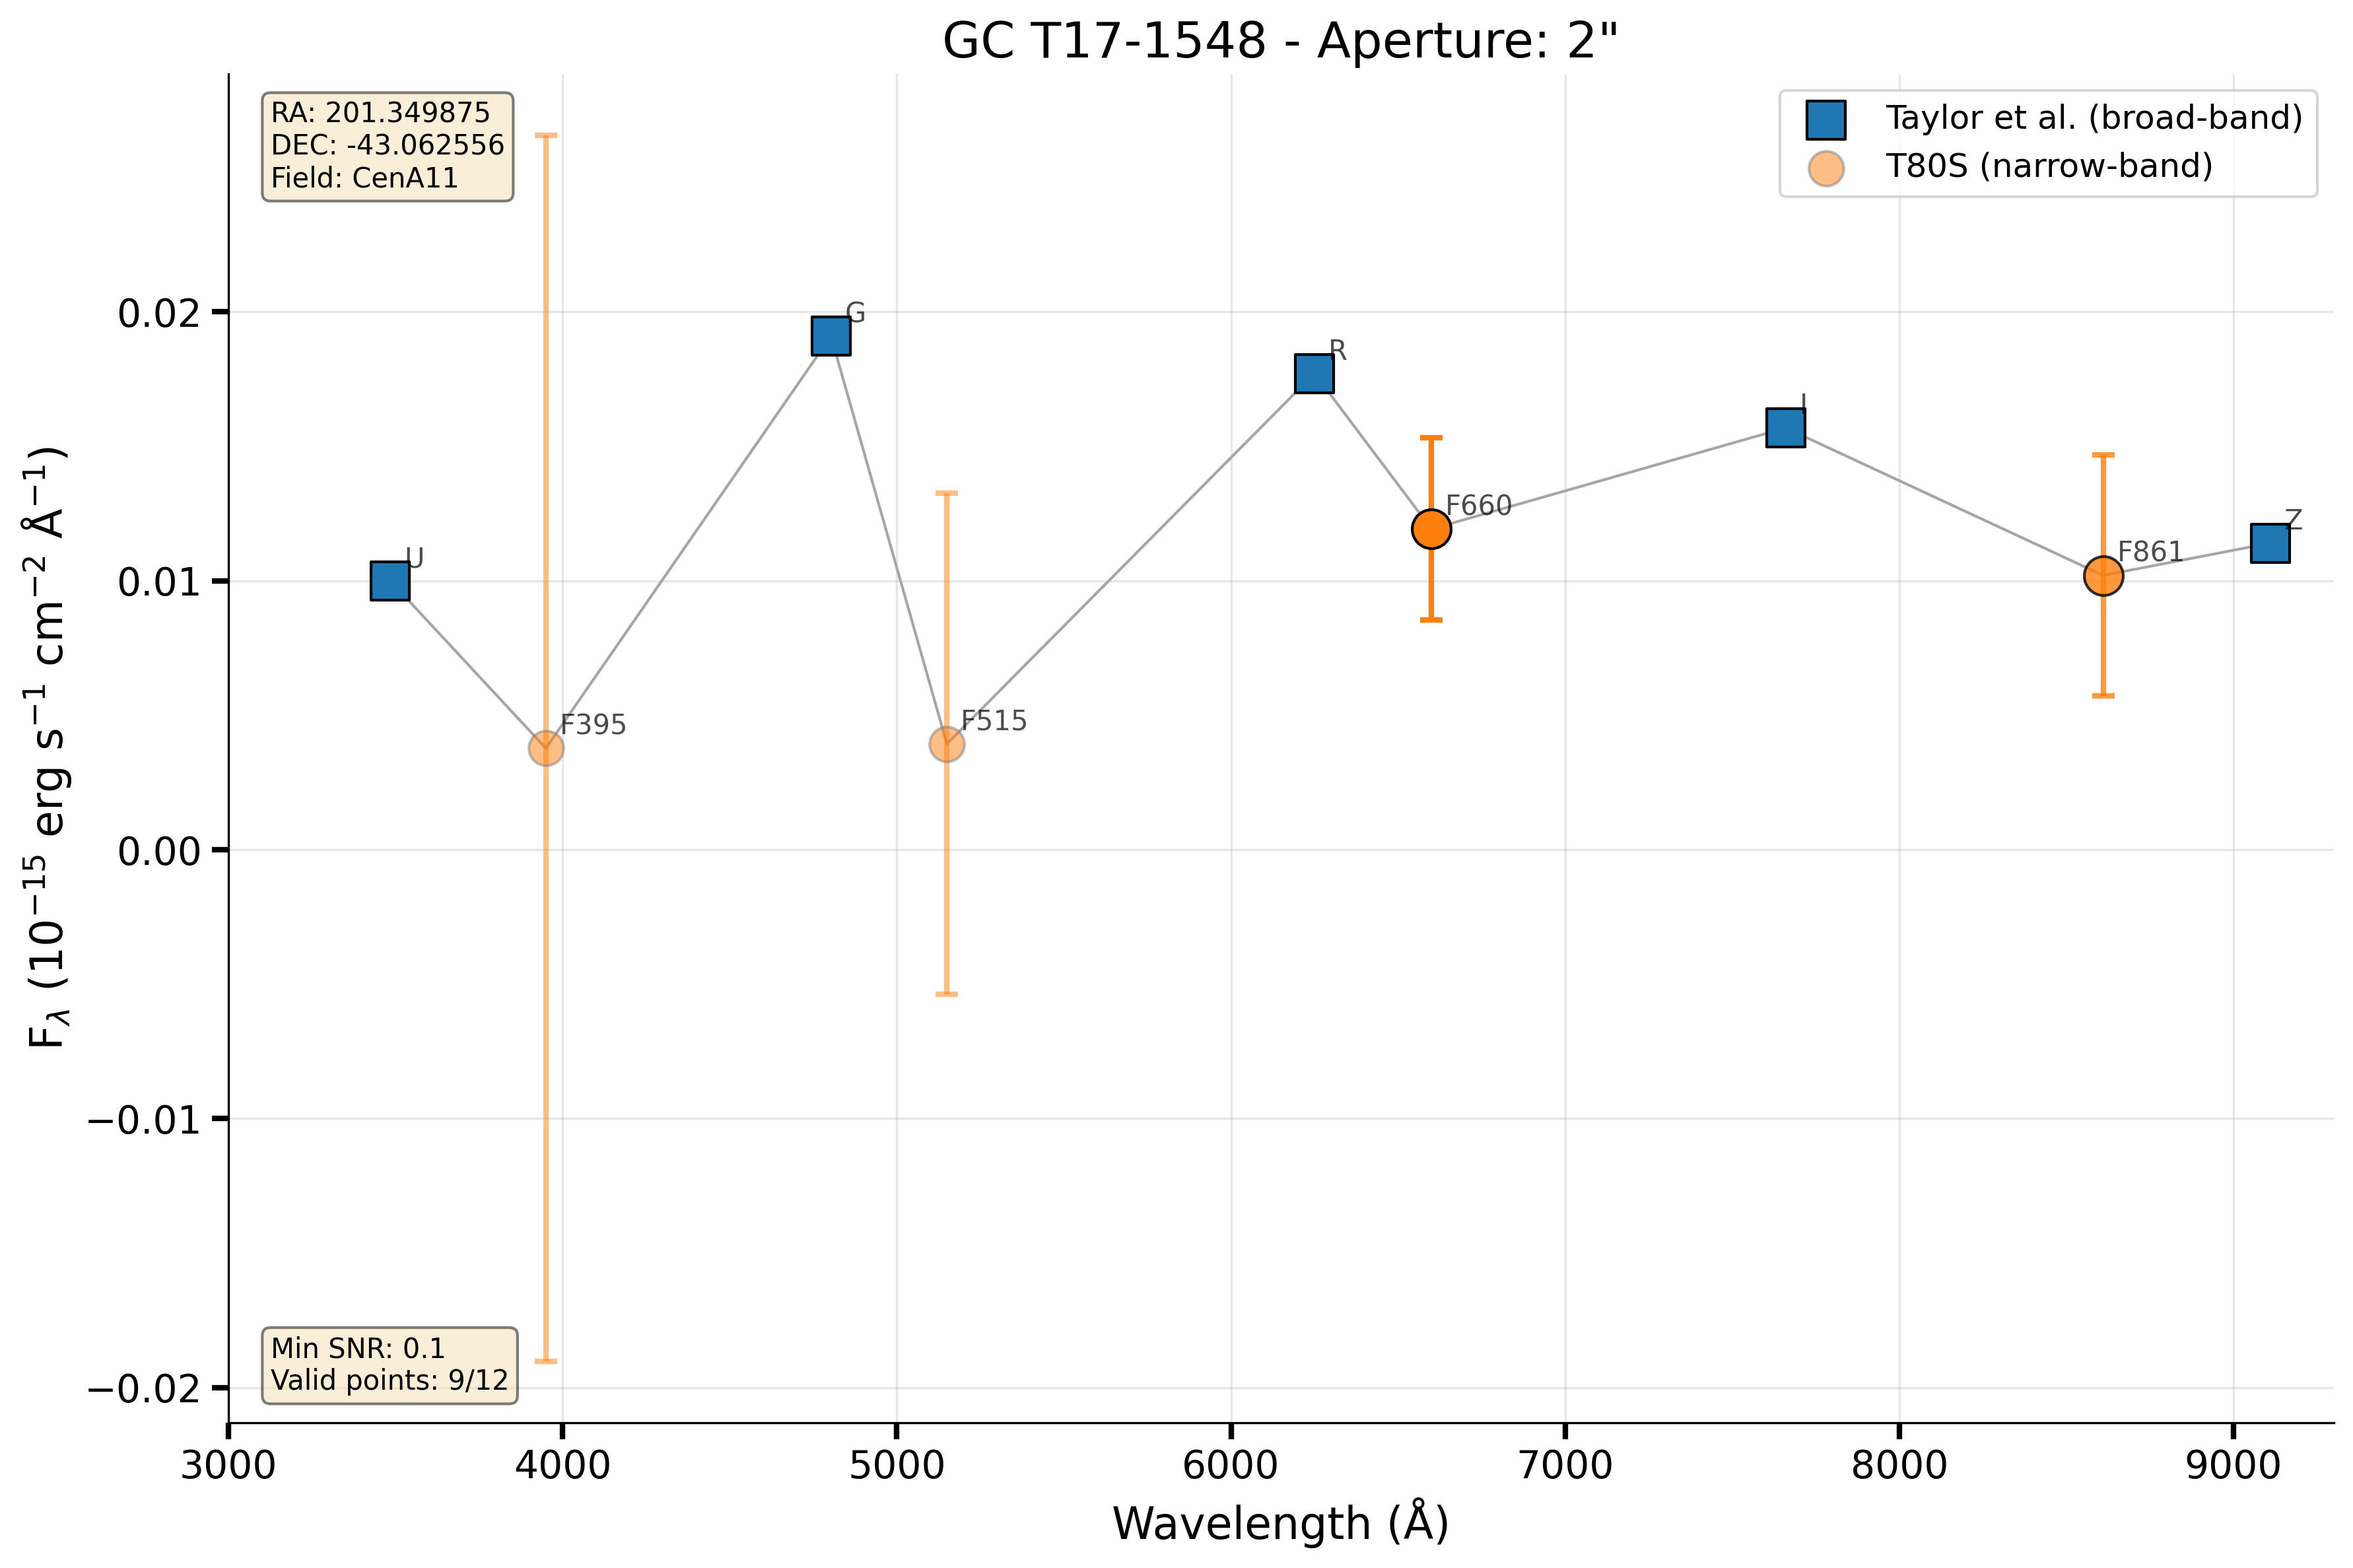 GC T17-1548 - Aperture: 2"
RA: 201.349875
DEC: -43.062556
Field: CenA11
Taylor et al. (broad-band)
T80S (narrow-band)
G
R
I
F660
U
F861
Z
F395
F515
0.02
0.01
0.00
−0.01
−0.02
F_λ (10⁻¹⁵ erg s⁻¹ cm⁻² Å⁻¹)
Min SNR: 0.1
Valid points: 9/12
3000 4000 5000 6000 7000 8000 9000
Wavelength (Å)